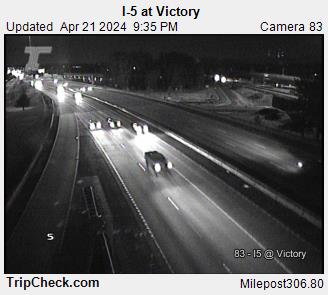 I-5 at Victory
Updated Apr 21 2024 9:35 PM Camera 83
S
83 - I5 @ Victory
TripCheck.com Milepost306.80